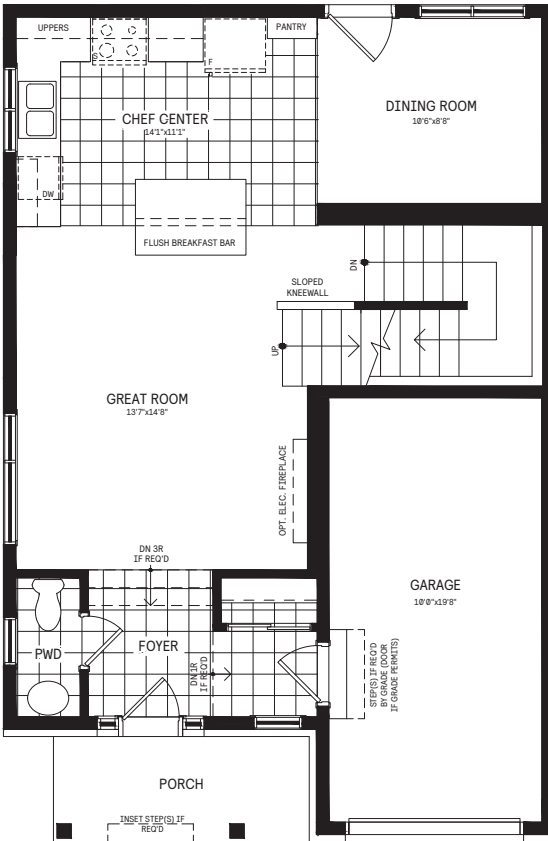 UPPERS
PANTRY
S
F
CHEF CENTER
14'1"x11'1"
DINING ROOM
10'6"x8'8"
DW
FLUSH BREAKFAST BAR
DN
SLOPED
KNEEWALL
UP
GREAT ROOM
13'7"x14'8"
OPT. ELEC. FIREPLACE
DN 3R
IF REQ'D
GARAGE
10'0"x19'8"
PWD
FOYER
DN 1R
IF REQ'D
STEP(S) IF REQ'D
BY GRADE (DOOR
IF GRADE PERMITS)
PORCH
INSET STEP(S) IF
REQ'D